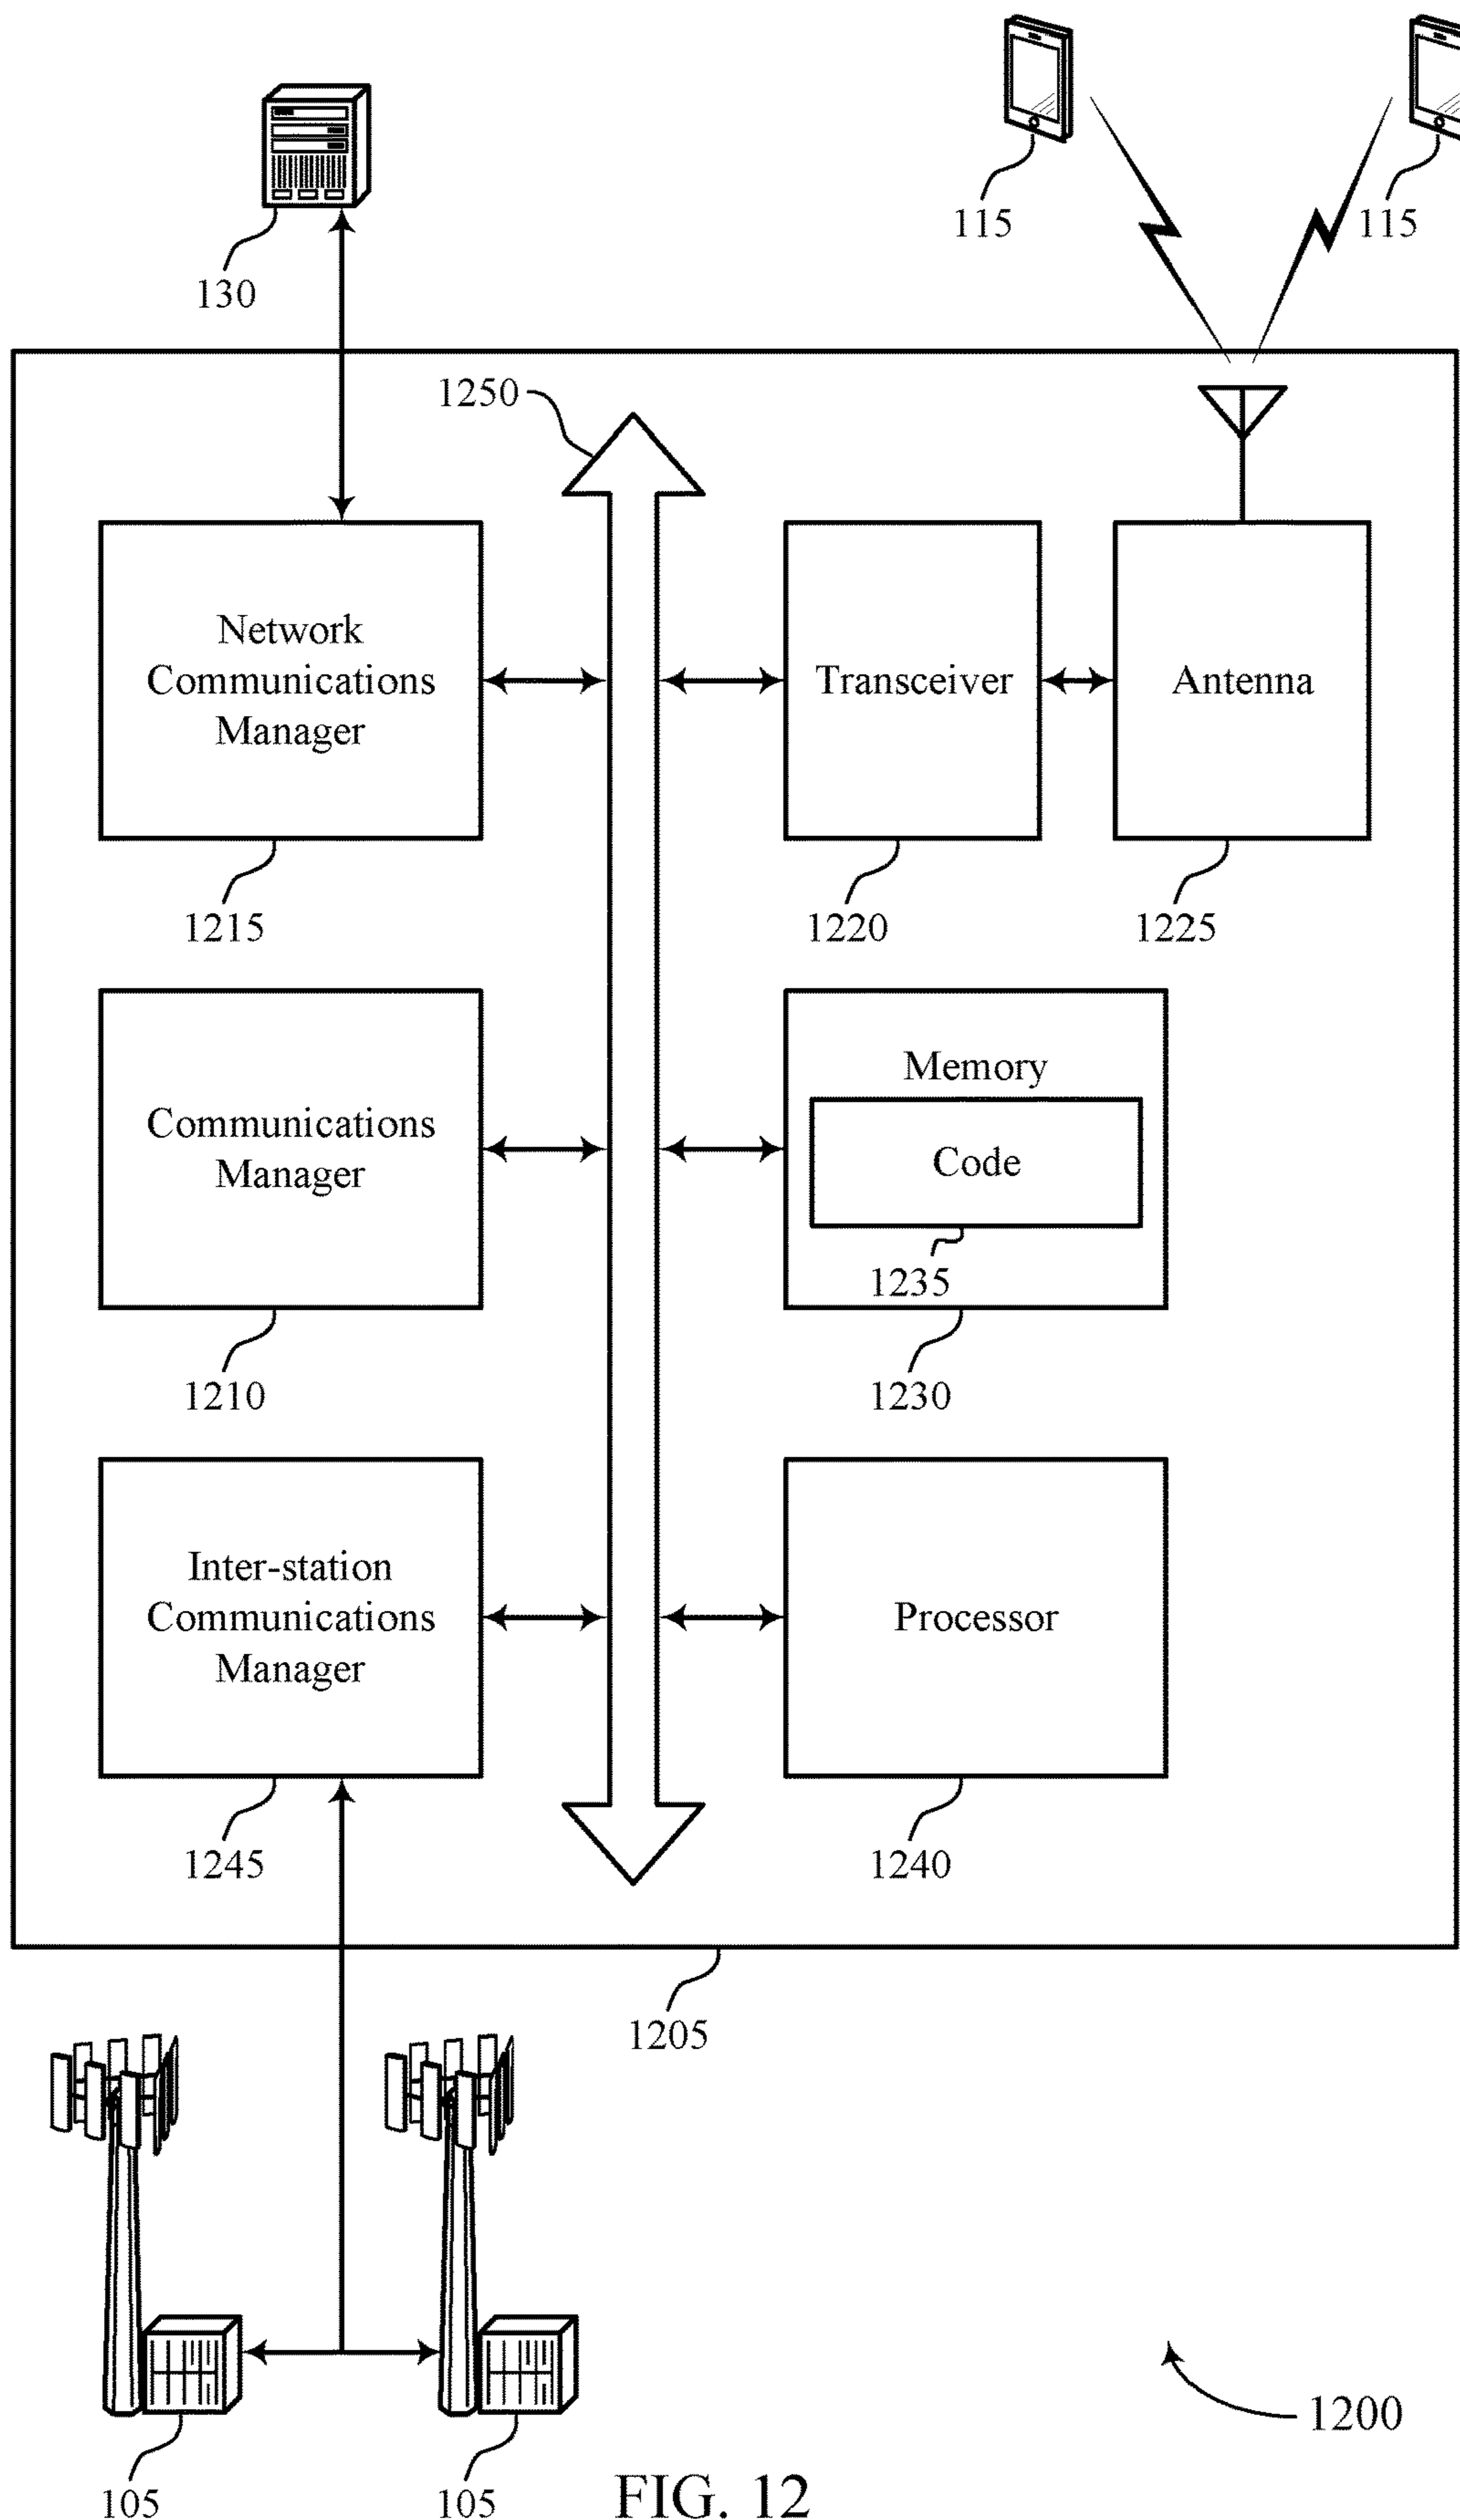 115
115
130
1250
Network
Communications
Manager
Transceiver
Antenna
1215
1220
1225
Communications
Manager
Memory
Code
1235
1210
1230
Inter-station
Communications
Manager
Processor
1245
1240
1205
1200
105
105
FIG. 12